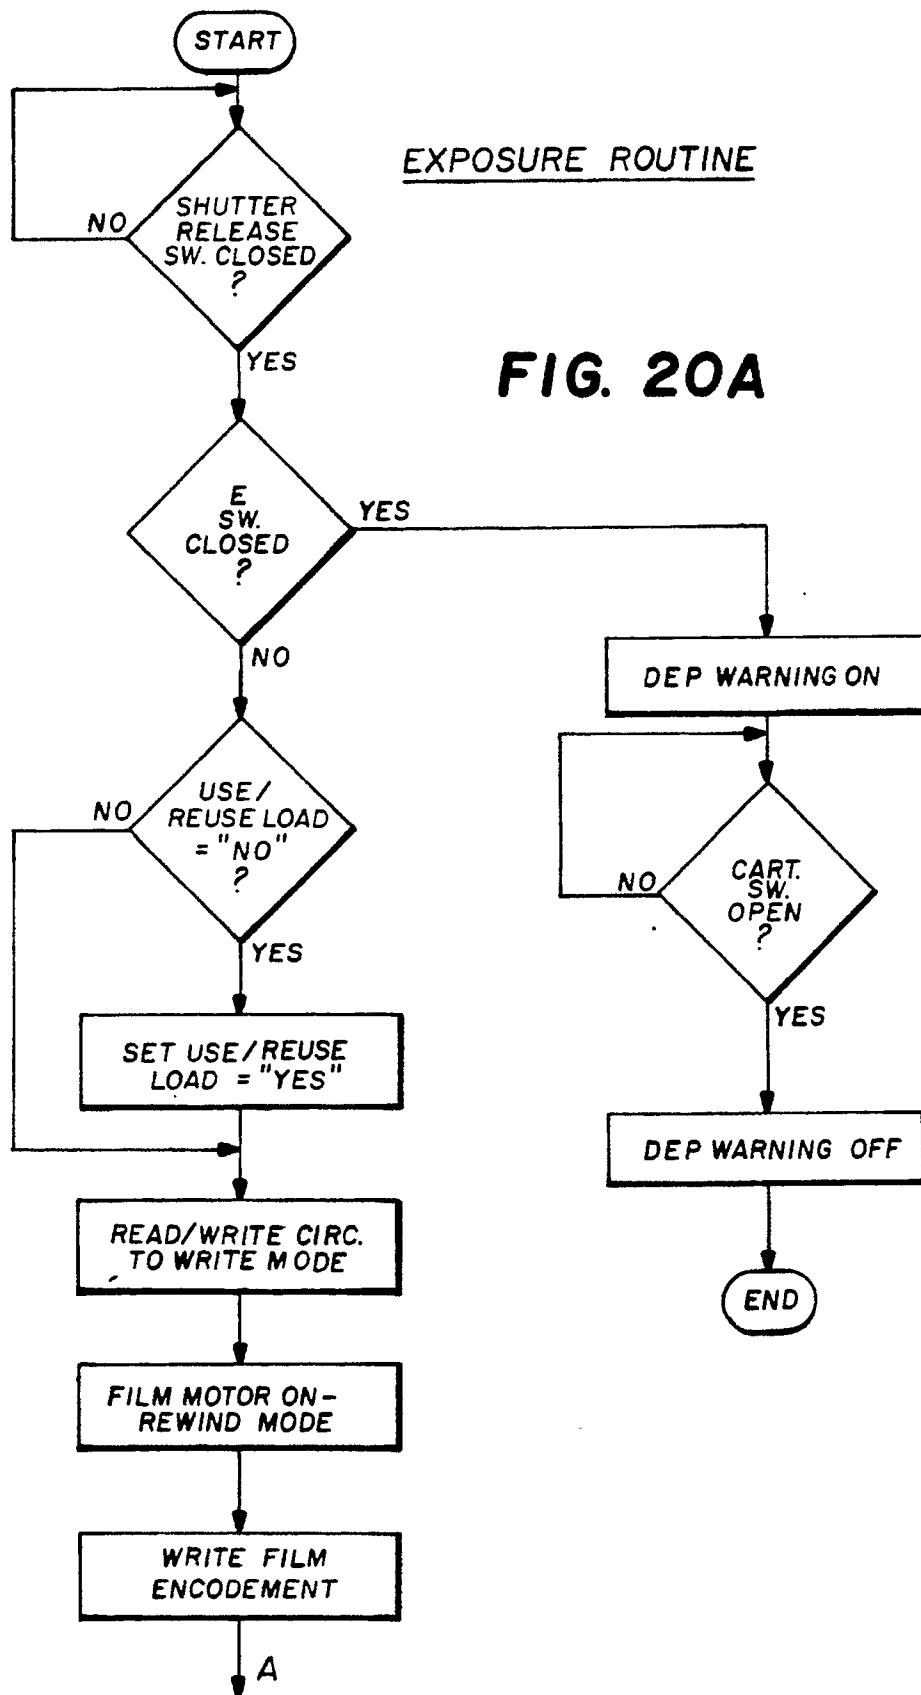 START
EXPOSURE ROUTINE
SHUTTER
RELEASE
SW. CLOSED
?
NO
YES
FIG. 20A
E
SW.
CLOSED
?
YES
NO
DEP WARNING ON
USE/
REUSE LOAD
= "NO"
?
NO
YES
CART.
SW.
OPEN
?
NO
YES
SET USE/REUSE
LOAD = "YES"
DEP WARNING OFF
READ/WRITE CIRC.
TO WRITE MODE
END
FILM MOTOR ON-
REWIND MODE
WRITE FILM
ENCODEMENT
A